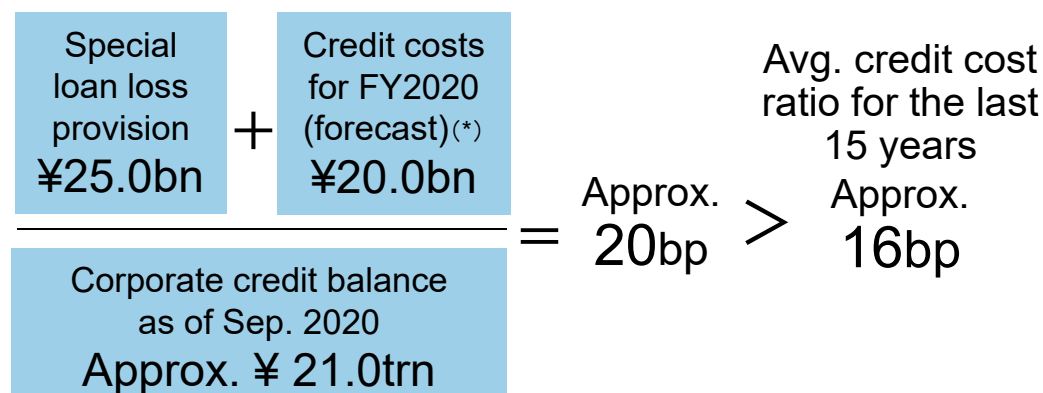 Special
loan loss
provision
¥25.0bn
+
Credit costs
for FY2020
(forecast)(*)
¥20.0bn
Corporate credit balance
as of Sep. 2020
Approx. ¥ 21.0trn
=
Approx.
20bp
>
Avg. credit cost
ratio for the last
15 years
Approx.
16bp